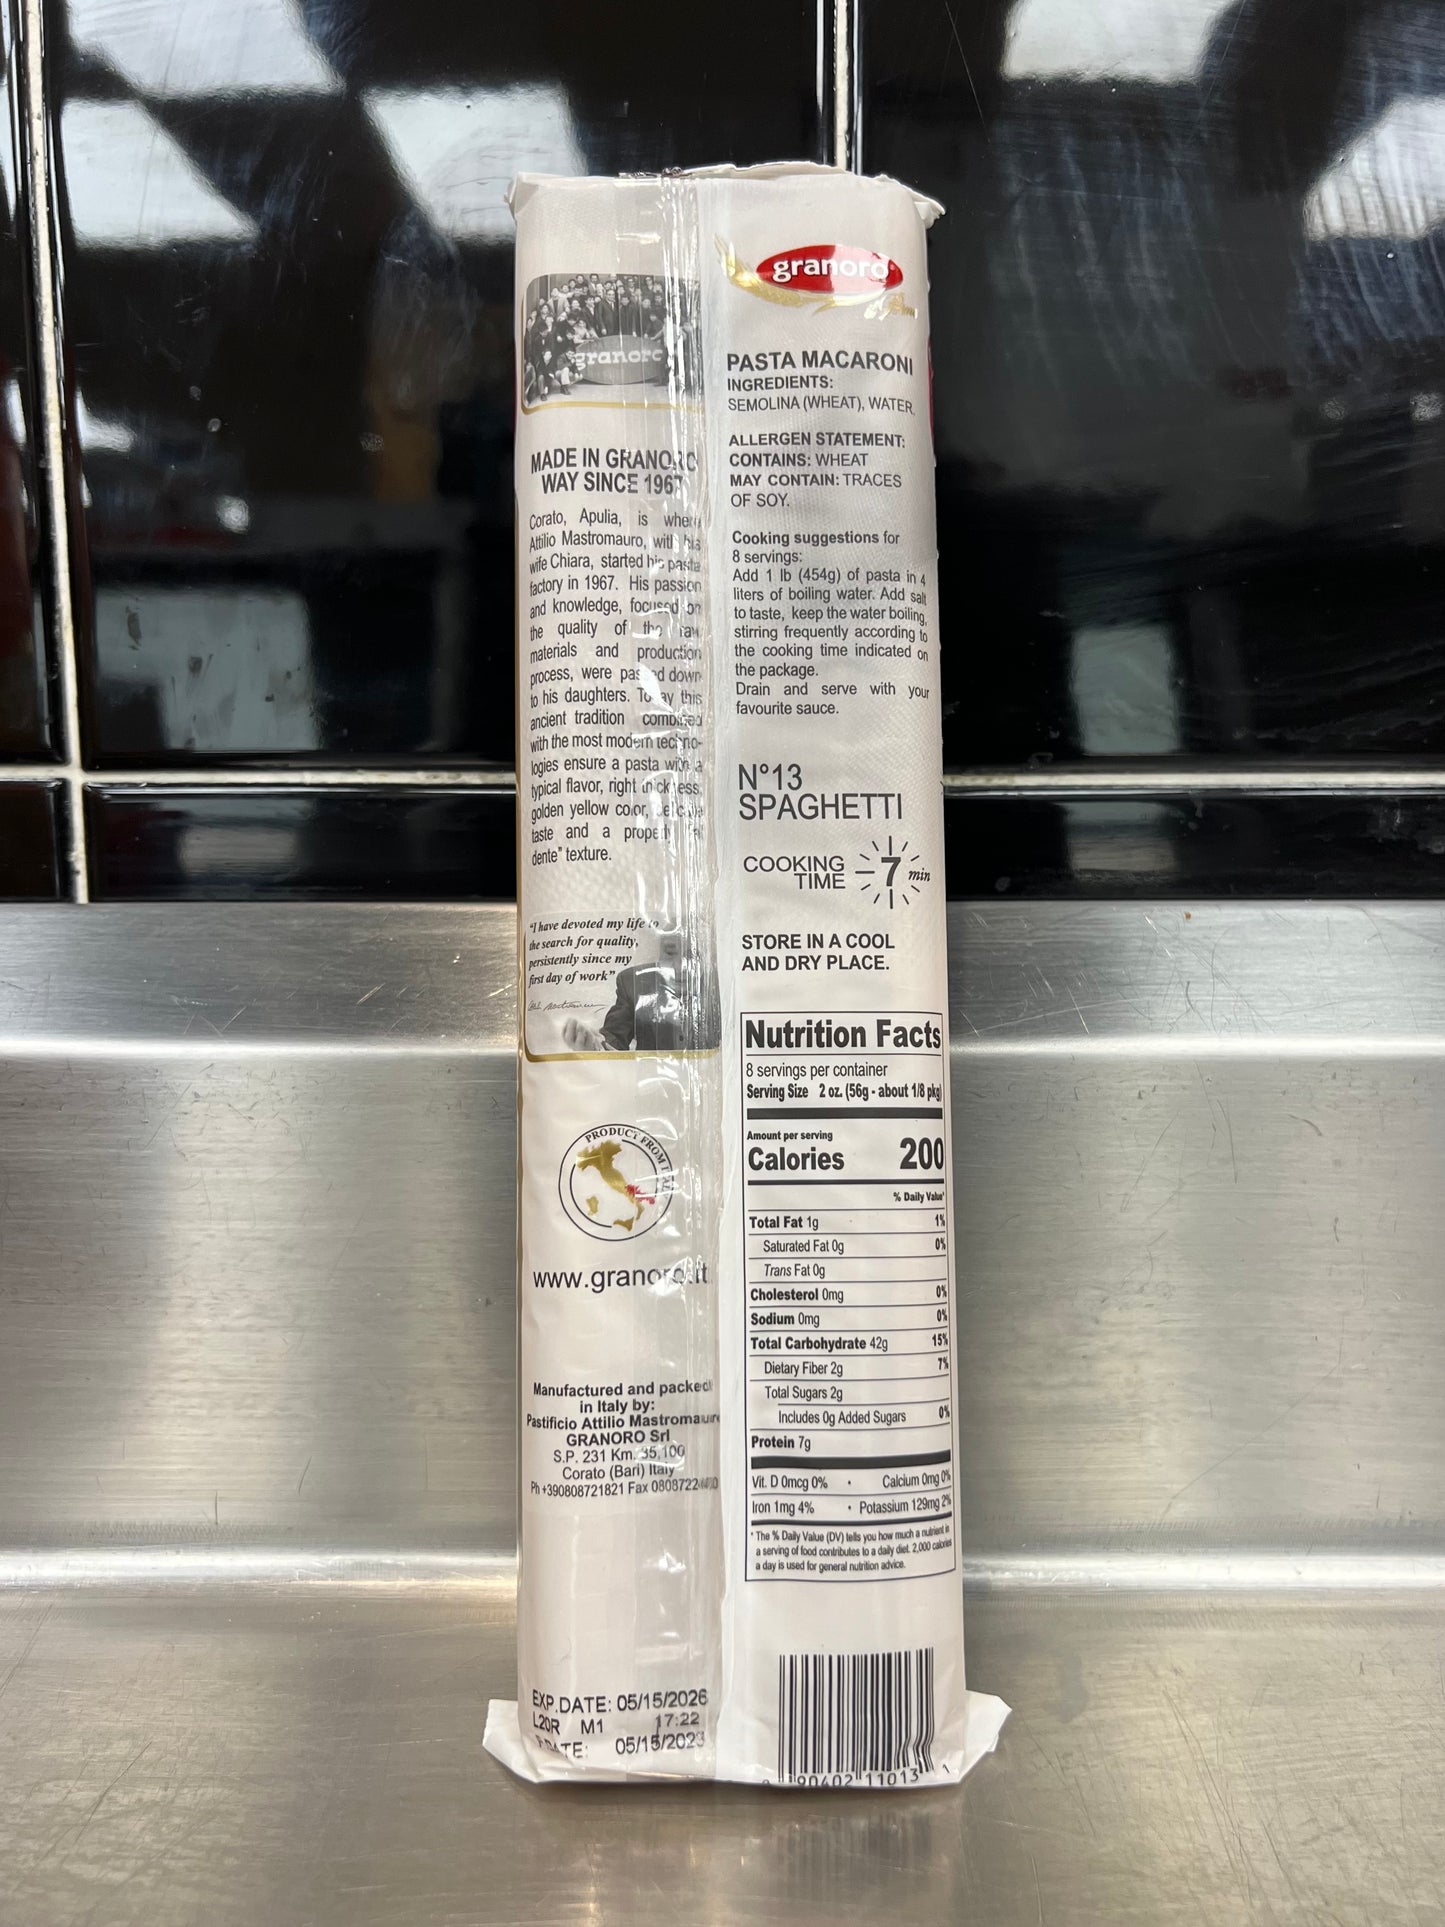 granoro
MADE IN GRANORO
WAY SINCE 1967
Corato, Apulia, is where
Attilio Mastromauro, with his
wife Chiara, started his pasta
factory in 1967. His passion
and knowledge, focused on
the quality of the raw
materials and production
process, were passed down
to his daughters. Today this
ancient tradition combined
with the most modern techno-
logies ensure a pasta with a
typical flavor, right thickness,
golden yellow color, delicate
taste and a properly "al
dente" texture.
"I have devoted my life to
the search for quality,
persistently since my
first day of work"
PRODUCT FROM ITALY
www.granoro.it
Manufactured and packed
in Italy by:
Pastificio Attilio Mastromauro
GRANORO Srl
S.P. 231 Km. 35,100
Corato (Bari) Italy
Ph +390808721821 Fax
EXP.DATE: 05/15/2026
L20R M1 17:22
P.DATE: 05/15/2023
granoro
PASTA MACARONI
INGREDIENTS:
SEMOLINA (WHEAT), WATER.
ALLERGEN STATEMENT:
CONTAINS: WHEAT
MAY CONTAIN: TRACES
OF SOY.
Cooking suggestions for
8 servings:
Add 1 lb (454g) of pasta in 4
liters of boiling water. Add salt
to taste, keep the water boiling,
stirring frequently according to
the cooking time indicated on
the package.
Drain and serve with your
favourite sauce.
N°13
SPAGHETTI
COOKING
TIME 7 min
STORE IN A COOL
AND DRY PLACE.
Nutrition Facts
8 servings per container
Serving Size 2 oz. (56g - about 1/8 pkg)
Amount per serving
Calories 200
% Daily Value*
Total Fat 1g 1%
Saturated Fat 0g 0%
Trans Fat 0g
Cholesterol 0mg 0%
Sodium 0mg 0%
Total Carbohydrate 42g 15%
Dietary Fiber 2g 7%
Total Sugars 2g
Includes 0g Added Sugars 0%
Protein 7g
Vit. D 0mcg 0% • Calcium 0mg 0%
Iron 1mg 4% • Potassium 129mg 2%
* The % Daily Value (DV) tells you how much a nutrient in
a serving of food contributes to a daily diet. 2,000 calories
a day is used for general nutrition advice.
90402 11013 1